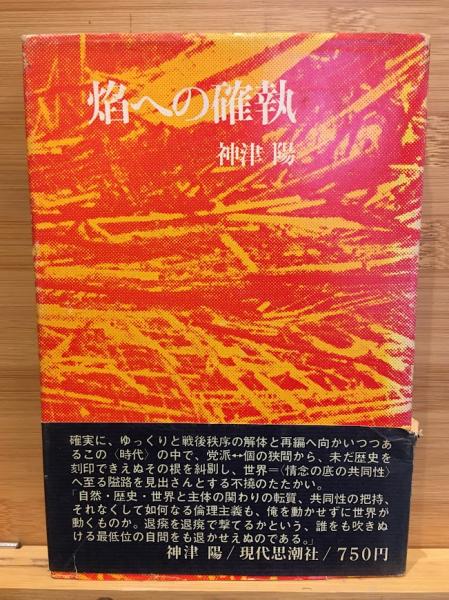 焰への確執
神津 陽
確実に、ゆっくりと戦後秩序の解体と再編へ向かいつつあ
るこの〈時代〉の中で、党派↔個の狭間から、未だ歴史を
刻印できえぬその根を糾刷し、世界＝〈情念の底の共同性〉
へ至る隘路を見出さんとする不撓のたたかい。
「自然・歴史・世界と主体の関わりの転質、共同性の把持、
それなくして如何なる倫理主義も、俺を動かせずに世界が
動くものか。退廃を退廃で撃てるかという、誰をも吹きぬ
ける最低位の自問をも退かせえぬのである。」
神津 陽/現代思潮社/750円